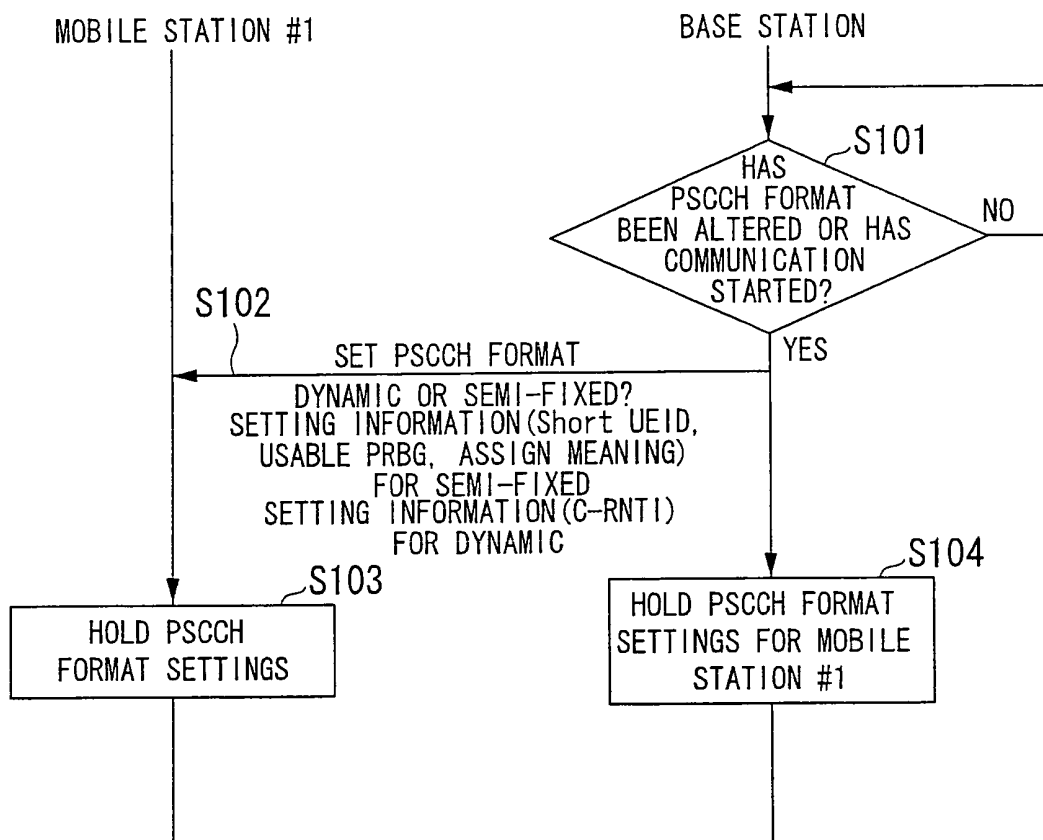 MOBILE STATION #1
BASE STATION
S101
HAS
PSCCH FORMAT
BEEN ALTERED OR HAS
COMMUNICATION
STARTED?
NO
YES
S102
SET PSCCH FORMAT
DYNAMIC OR SEMI-FIXED?
SETTING INFORMATION(Short UEID,
USABLE PRBG, ASSIGN MEANING)
FOR SEMI-FIXED
SETTING INFORMATION(C-RNTI)
FOR DYNAMIC
S103
HOLD PSCCH
FORMAT SETTINGS
S104
HOLD PSCCH FORMAT
SETTINGS FOR MOBILE
STATION #1